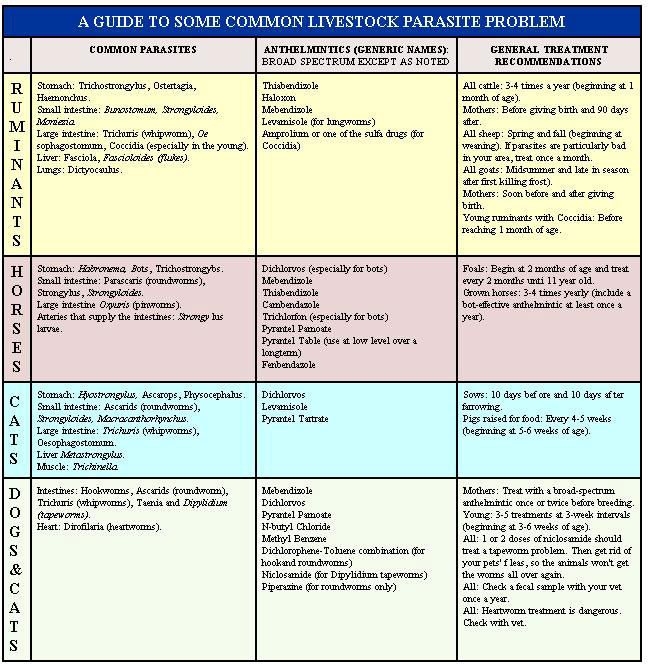 A GUIDE TO SOME COMMON LIVESTOCK PARASITE PROBLEM
.
COMMON PARASITES
ANTHELMINTICS (GENERIC NAMES):
BROAD SPECTRUM EXCEPT AS NOTED
GENERAL TREATMENT
RECOMMENDATIONS
RUMINANTS
Stomach: Trichostrongylus, Ostertagia,
Haemonchus.
Small intestine: Bunostomum, Strongyloides,
Moniezia.
Large intestine: Trichuris (whipworm), Oe
sophagostomum, Coccidia (especially in the young).
Liver: Fasciola, Fascioloides (flukes).
Lungs: Dictyocaulus.
Thiabendizole
Haloxon
Mebendizole
Levamisole (for lungworms)
Amprolium or one of the sulfa drugs (for
Coccidia)
All cattle: 3-4 times a year (beginning at 1
month of age).
Mothers: Before giving birth and 90 days
after.
All sheep: Spring and fall (beginning at
weaning). If parasites are particularly bad
in your area, treat once a month.
All goats: Midsummer and late in season
after first killing frost).
Mothers: Soon before and after giving
birth.
Young ruminants with Coccidia: Before
reaching 1 month of age.
HORSES
Stomach: Habronema, Bots, Trichostrongybs.
Small intestine: Parascaris (roundworms),
Strongylus, Strongyloides.
Large intestine Oxyuris (pinworms).
Arteries that supply the intestines: Strongy lus
larvae.
Dichlorvos (especially for bots)
Mebendizole
Thiabendizole
Cambendazole
Trichlorfon (especially for bots)
Pyrantel Pamoate
Pyrantel Table (use at low level over a
longterm)
Fenbendazole
Foals: Begin at 2 months of age and treat
every 2 months until 11 year old.
Grown horses: 3-4 times yearly (include a
bot-effective anthelmintic at least once a
year).
CATS
Stomach: Hyostrongylus, Ascarops, Physocephalus.
Small intestine: Ascarids (roundworms),
Strongyloides, Macracanthorhynchus.
Large intestine: Trichuris (whipworms),
Oesophagostomum.
Liver Metastrongylus.
Muscle: Trichinella.
Dichlorvos
Levamisole
Pyrantel Tartrate
Sows: 10 days before and 10 days after
farrowing.
Pigs raised for food: Every 4-5 weeks
(beginning at 5-6 weeks of age).
DOGS&CATS
Intestines: Hookworms, Ascarids (roundworm),
Trichuris (whipworms), Taenia and Dipylidium
(tapeworms).
Heart: Dirofilaria (heartworms).
Mebendizole
Dichlorvos
Pyrantel Pamoate
N-butyl Chloride
Methyl Benzene
Dichlorophene-Toluene combination (for
hookand roundworms)
Niclosamide (for Dipylidium tapeworms)
Piperazine (for roundworms only)
Mothers: Treat with a broad-spectrum
anthelmintic once or twice before breeding.
Young: 3-5 treatments at 3-week intervals
(beginning at 3-6 weeks of age).
All: 1 or 2 doses of niclosamide should
treat a tapeworm problem. Then get rid of
your pets' f leas, so the animals won't get
the worms all over again.
All: Check a fecal sample with your vet
once a year.
All: Heartworm treatment is dangerous.
Check with vet.